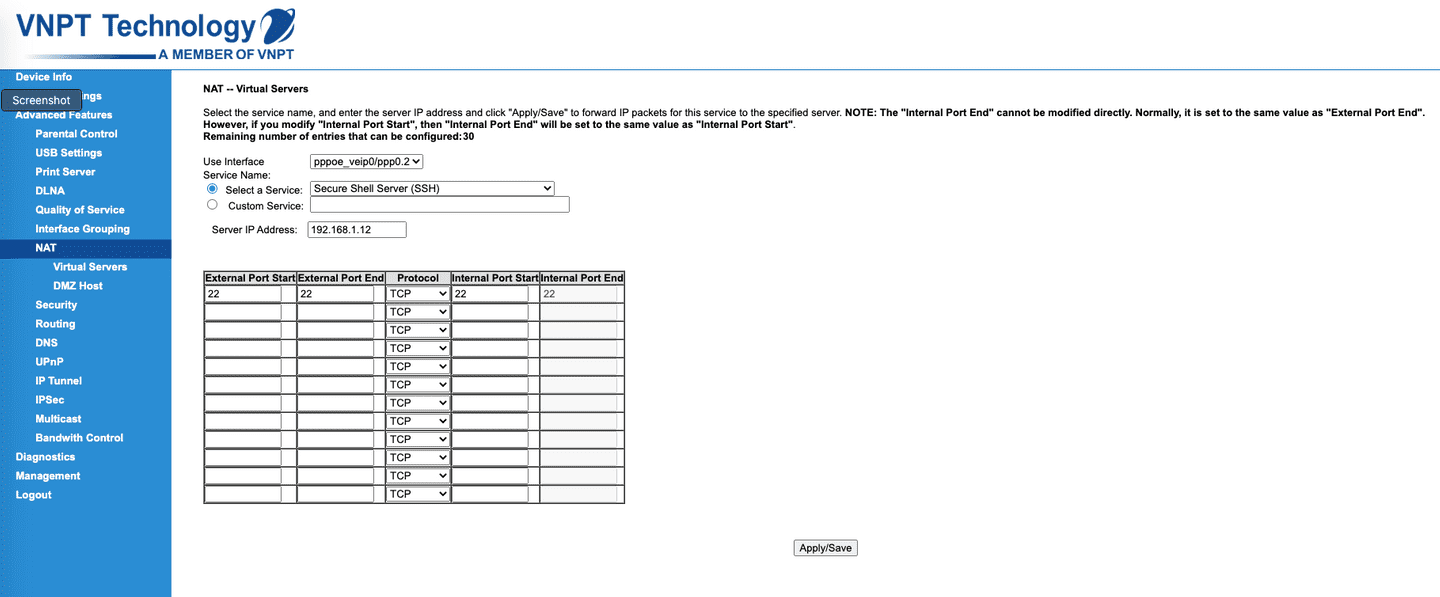 VNPT Technology
A MEMBER OF VNPT
Device Info
ngs
Screenshot
Advanced Features
Parental Control
USB Settings
Print Server
DLNA
Quality of Service
Interface Grouping
NAT
Virtual Servers
DMZ Host
Security
Routing
DNS
UPnP
IP Tunnel
IPSec
Multicast
Bandwith Control
Diagnostics
Management
Logout
NAT -- Virtual Servers
Select the service name, and enter the server IP address and click "Apply/Save" to forward IP packets for this service to the specified server. NOTE: The "Internal Port End" cannot be modified directly. Normally, it is set to the same value as "External Port End".
However, if you modify "Internal Port Start", then "Internal Port End" will be set to the same value as "Internal Port Start".
Remaining number of entries that can be configured:30
Use Interface pppoe_veip0/ppp0.2
Service Name:
Select a Service: Secure Shell Server (SSH)
Custom Service:
Server IP Address: 192.168.1.12
External Port Start External Port End Protocol Internal Port Start Internal Port End
22 22 TCP 22 22
TCP
TCP
TCP
TCP
TCP
TCP
TCP
TCP
TCP
TCP
TCP
Apply/Save